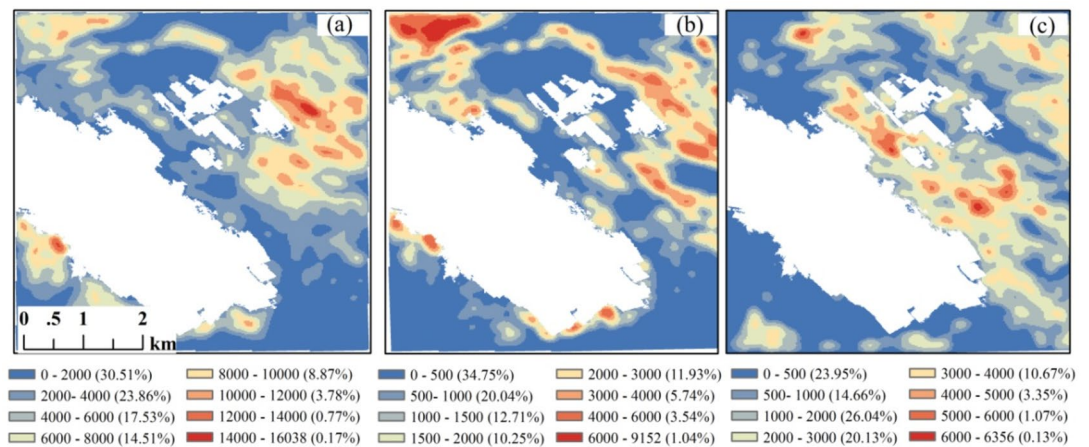 (a)
(b)
(c)
0 .5 1 2
km
0 - 2000 (30.51%)
2000- 4000 (23.86%)
4000 - 6000 (17.53%)
6000 - 8000 (14.51%)
8000 - 10000 (8.87%)
10000 - 12000 (3.78%)
12000 - 14000 (0.77%)
14000 - 16038 (0.17%)
0 - 500 (34.75%)
500- 1000 (20.04%)
1000 - 1500 (12.71%)
1500 - 2000 (10.25%)
2000 - 3000 (11.93%)
3000 - 4000 (5.74%)
4000 - 6000 (3.54%)
6000 - 9152 (1.04%)
0 - 500 (23.95%)
500- 1000 (14.66%)
1000 - 2000 (26.04%)
2000 - 3000 (20.13%)
3000 - 4000 (10.67%)
4000 - 5000 (3.35%)
5000 - 6000 (1.07%)
6000 - 6356 (0.13%)